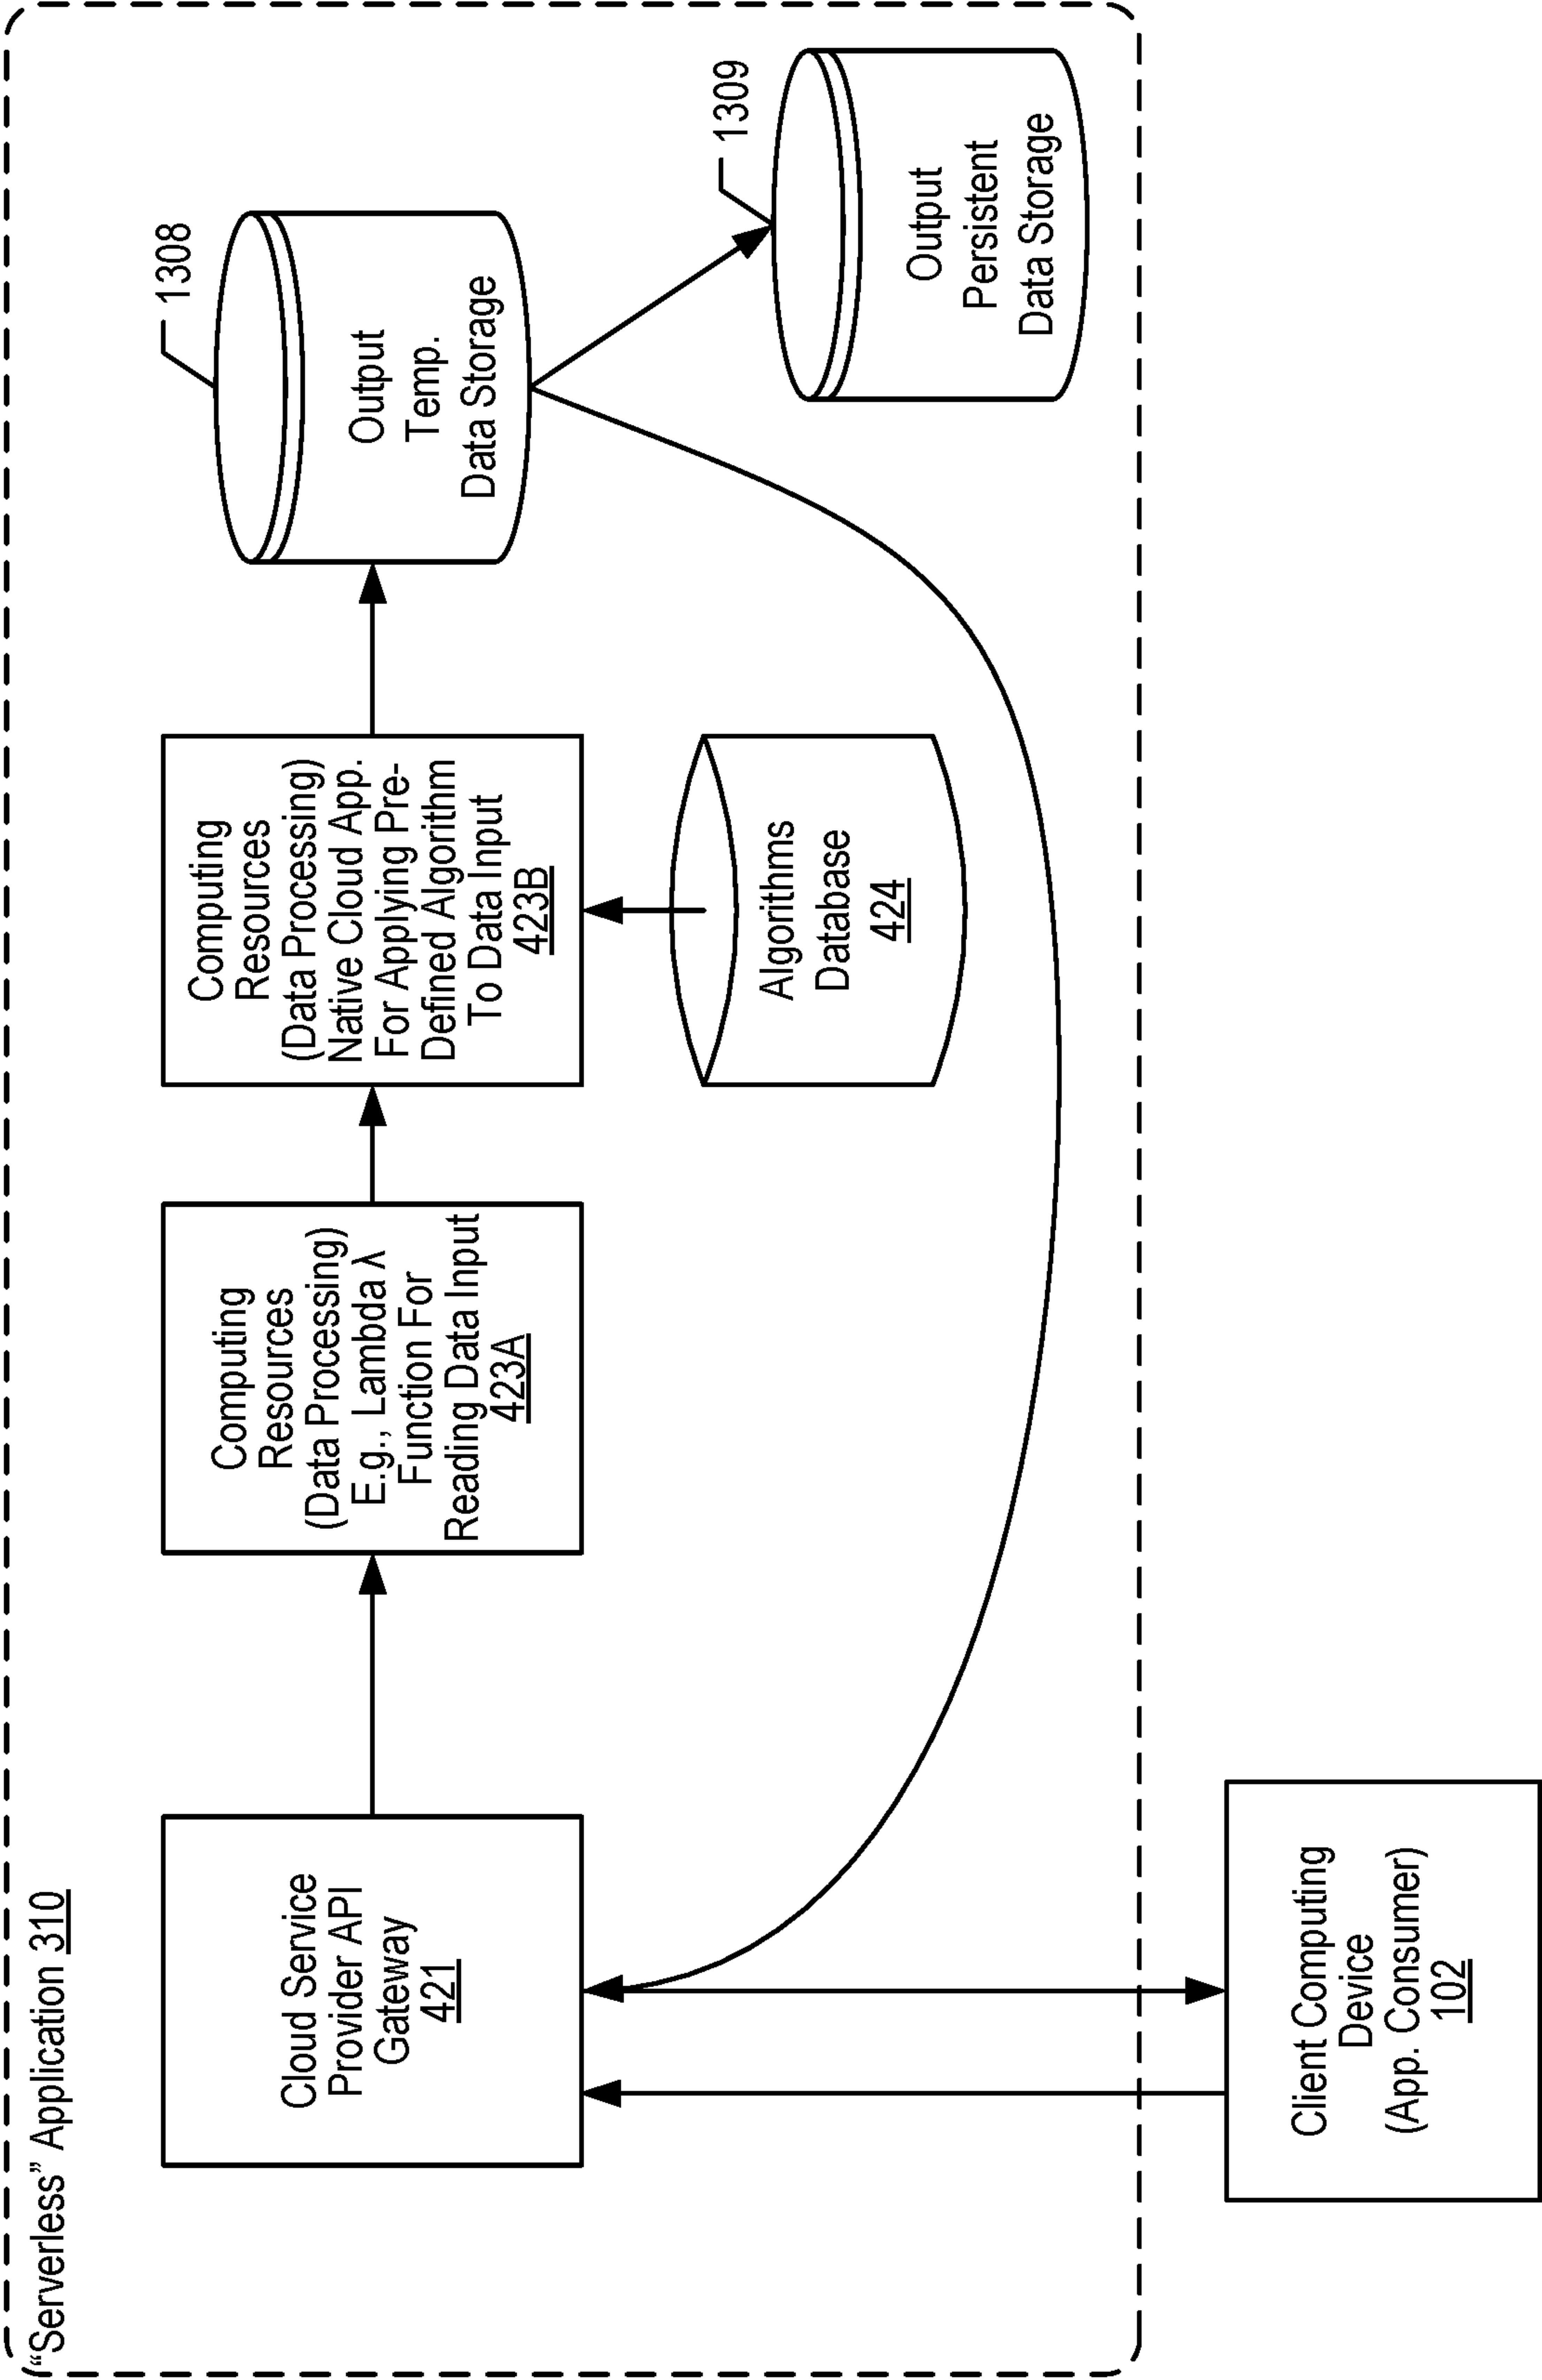 “Serverless” Application 310
Cloud Service
Provider API
Gateway
421
Computing
Resources
(Data Processing)
E.g., Lambda λ
Function For
Reading Data Input
423A
Computing
Resources
(Data Processing)
Native Cloud App.
For Applying Pre-
Defined Algorithm
To Data Input
423B
1308
Output
Temp.
Data Storage
Algorithms
Database
424
1309
Output
Persistent
Data Storage
Client Computing
Device
(App. Consumer)
102